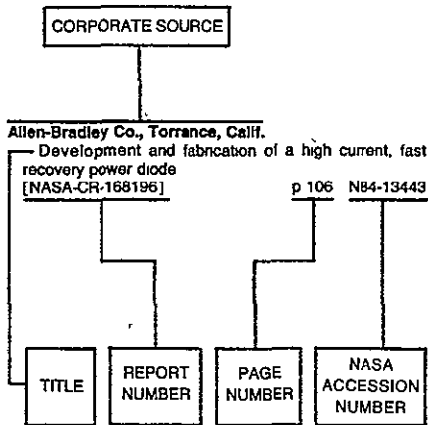 CORPORATE SOURCE
Allen-Bradley Co., Torrance, Calif.
Development and fabrication of a high current, fast
recovery power diode
[NASA-CR-168196] p 106 N84-13443
TITLE
REPORT
NUMBER
PAGE
NUMBER
NASA
ACCESSION
NUMBER